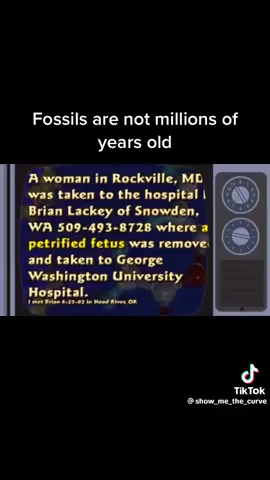 Fossils are not millions of
years old
A woman in Rockville, MD
was taken to the hospital
Brian Lackey of Snowden,
WA 509-493-8728 where a
petrified fetus was remove
and taken to George
Washington University
Hospital.
I met Brian 8-25-02 in Hood River, OR
TikTok
@show_me_the_curve_